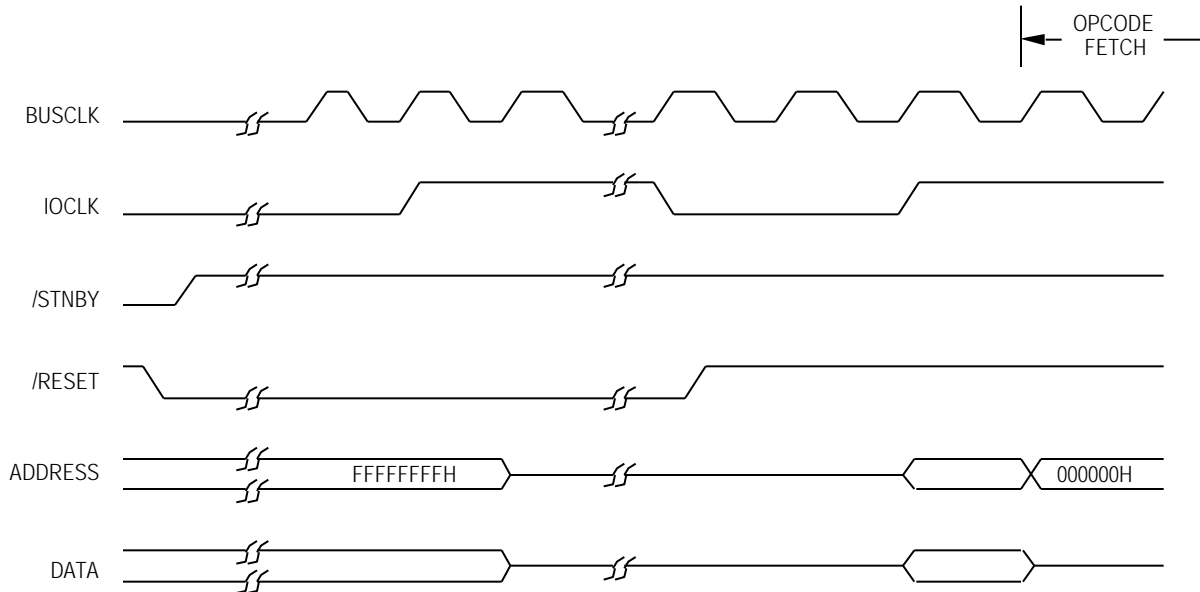 OPCODE
FETCH
BUSCLK
IOCLK
/STNBY
/RESET
ADDRESS
FFFFFFFFH
000000H
DATA